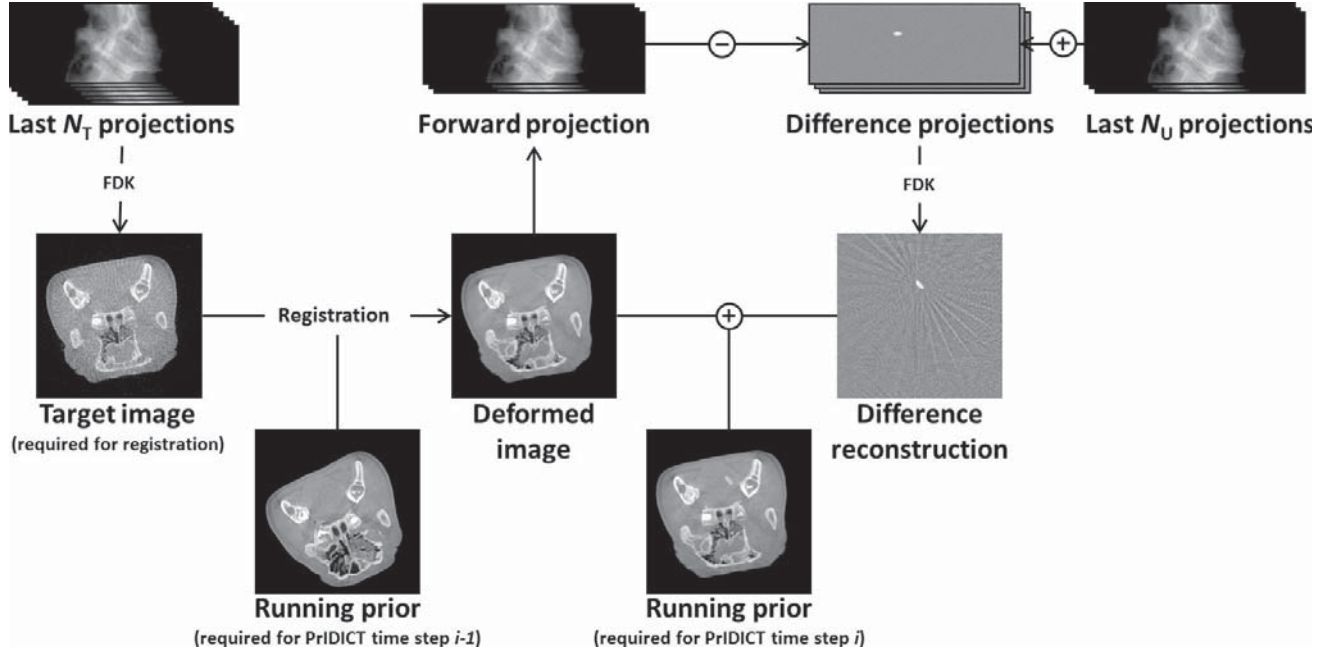 Last N_T projections
Forward projection
Difference projections
Last N_U projections
FDK
FDK
Registration
Target image
(required for registration)
Deformed
image
Difference
reconstruction
Running prior
(required for PrIDICT time step i-1)
Running prior
(required for PrIDICT time step i)